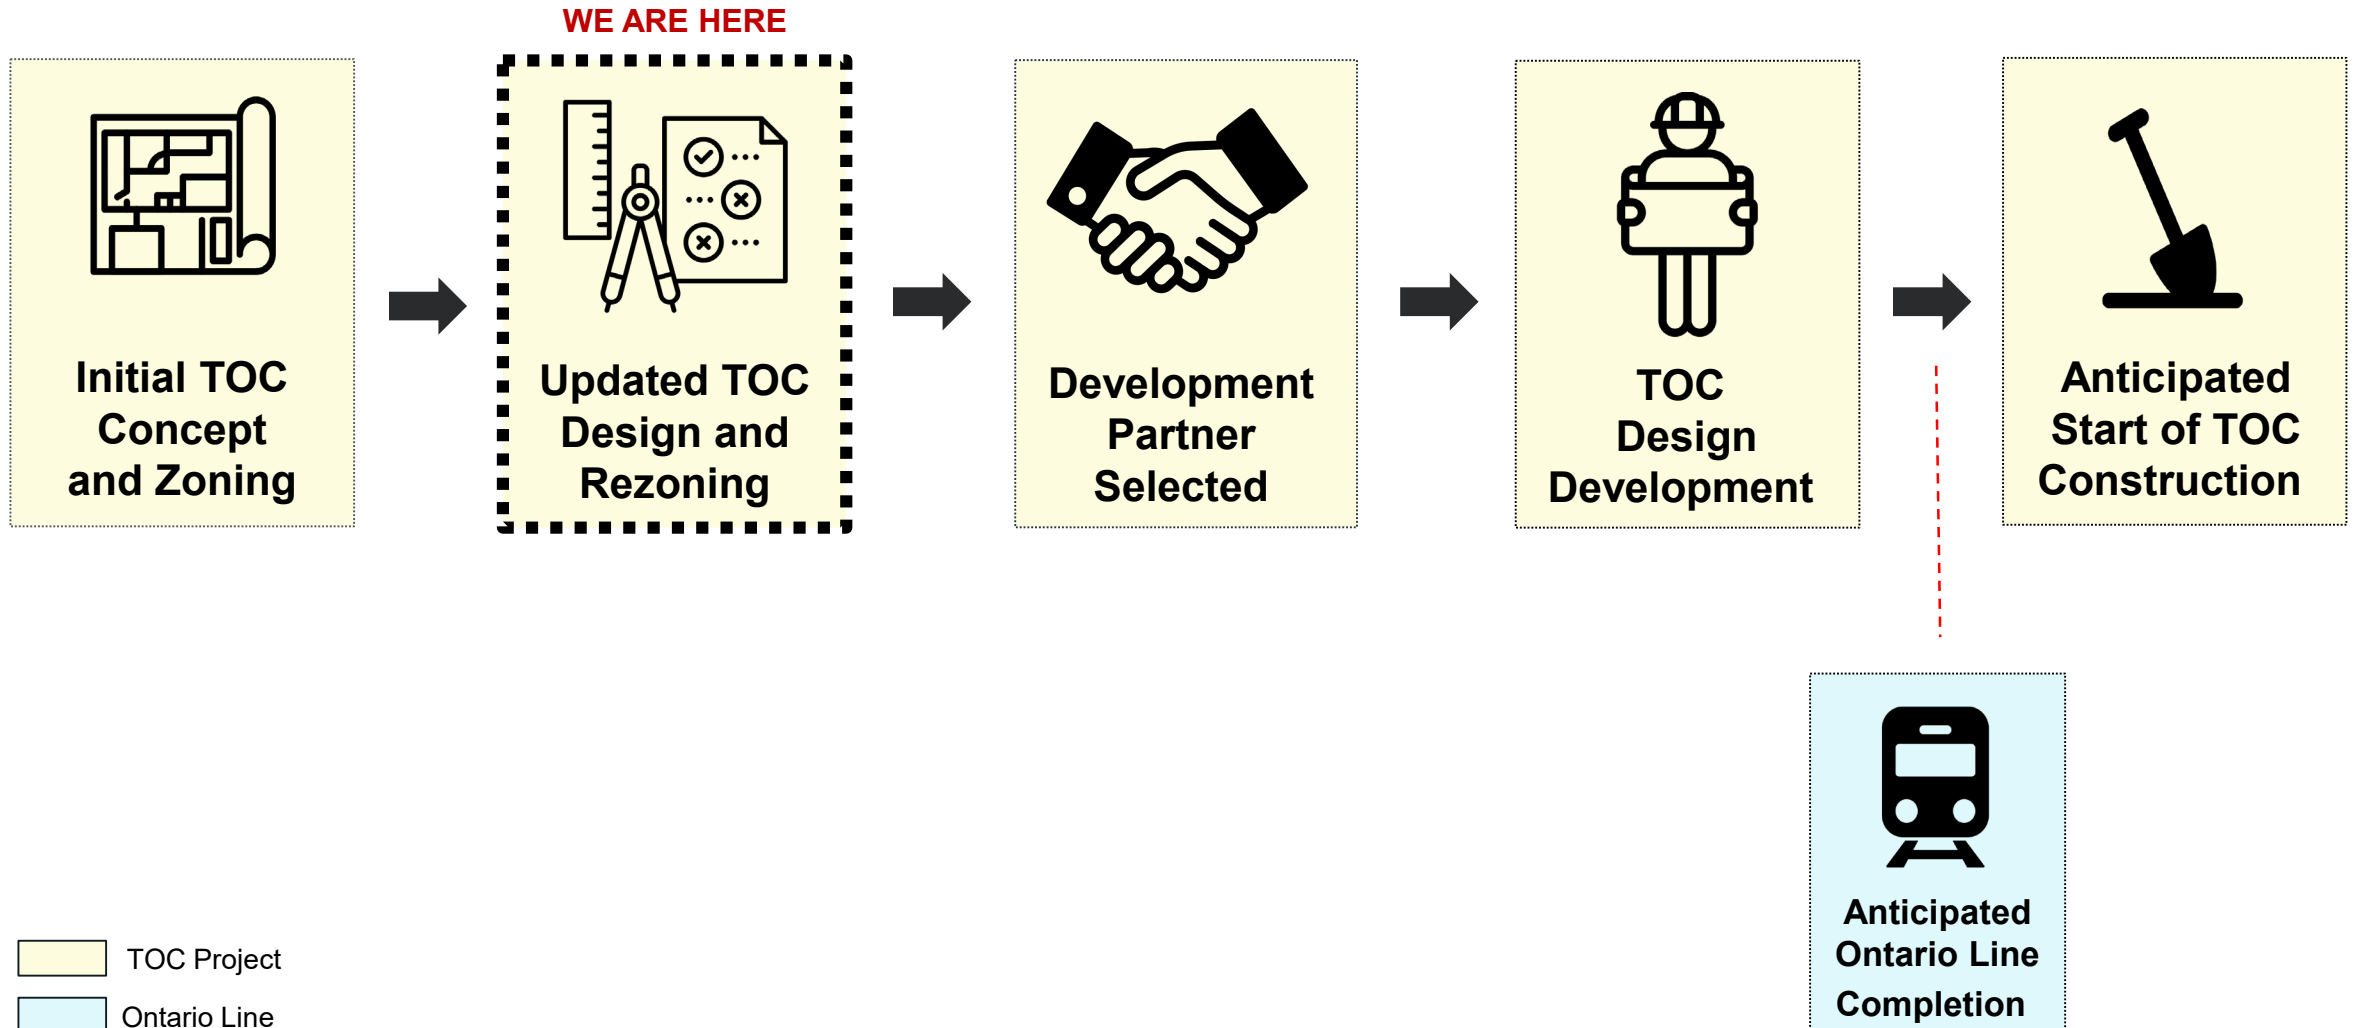 WE ARE HERE
Initial TOC
Concept
and Zoning
Updated TOC
Design and
Rezoning
Development
Partner
Selected
TOC
Design
Development
Anticipated
Start of TOC
Construction
Anticipated
Ontario Line
Completion
TOC Project
Ontario Line